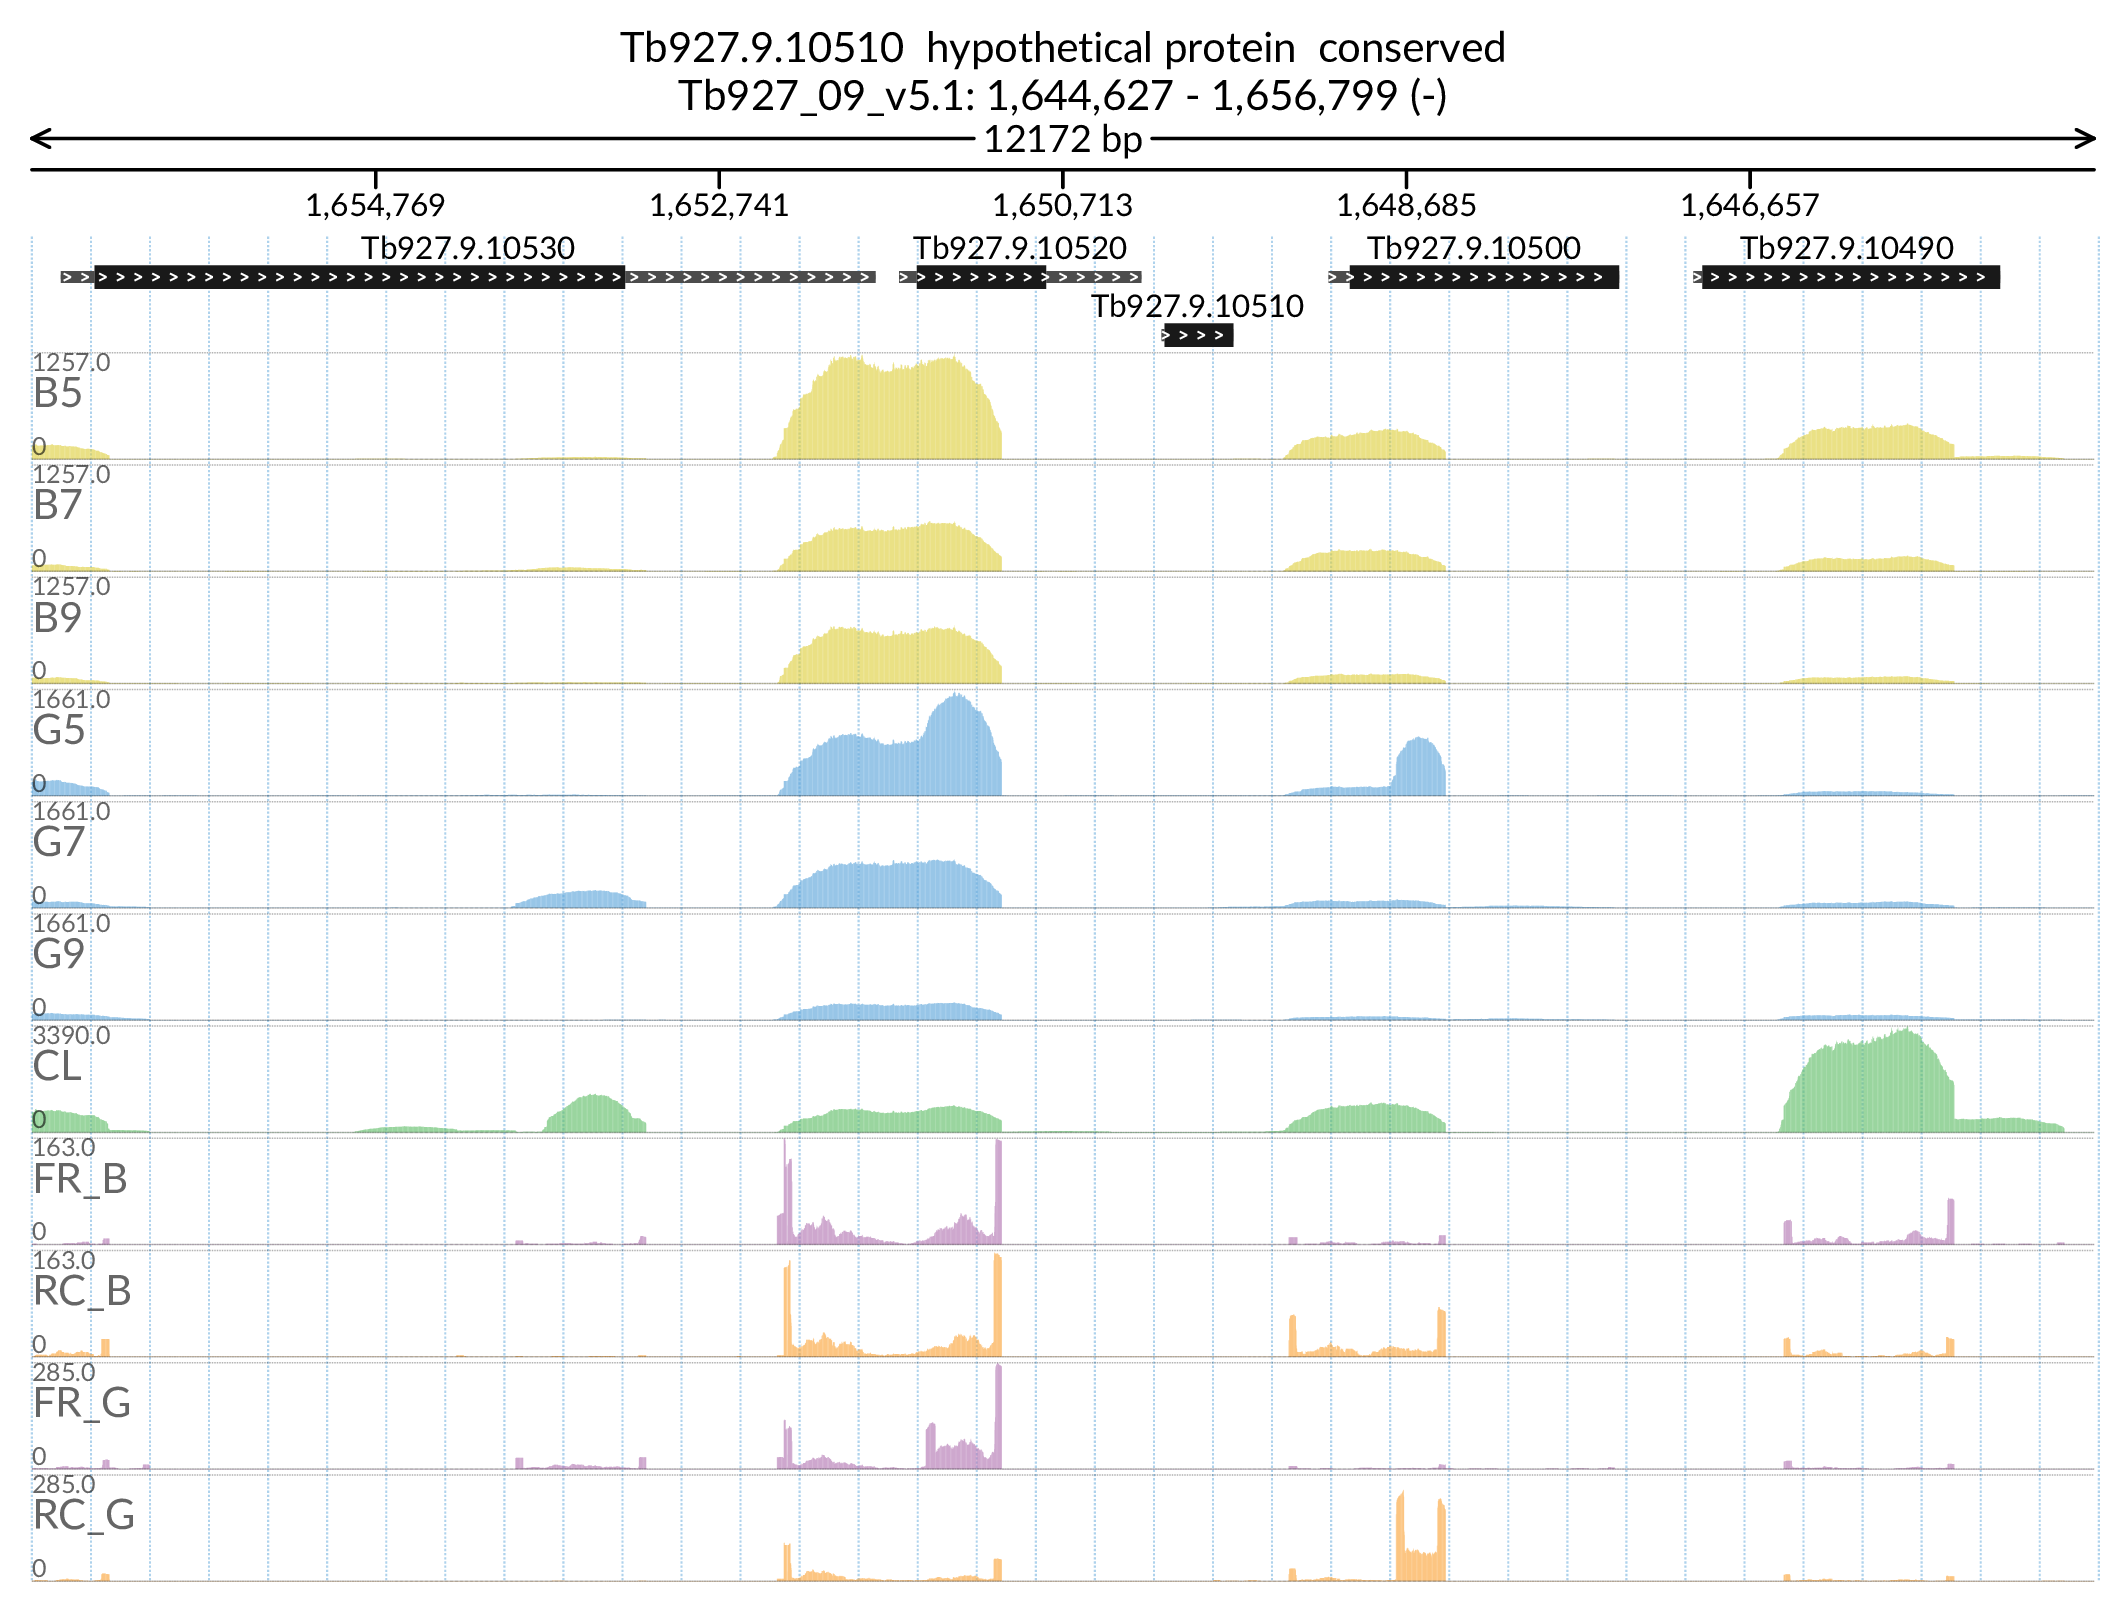 Tb927.9.10510  hypothetical protein  conserved
Tb927_09_v5.1: 1,644,627 - 1,656,799 (-)
12172 bp
1,654,769 1,652,741 1,650,713 1,648,685 1,646,657
Tb927.9.10530 Tb927.9.10520 Tb927.9.10500 Tb927.9.10490
Tb927.9.10510
1257.0
B5
0
1257.0
B7
0
1257.0
B9
0
1661.0
G5
0
1661.0
G7
0
1661.0
G9
0
3390.0
CL
0
163.0
FR_B
0
163.0
RC_B
0
285.0
FR_G
0
285.0
RC_G
0